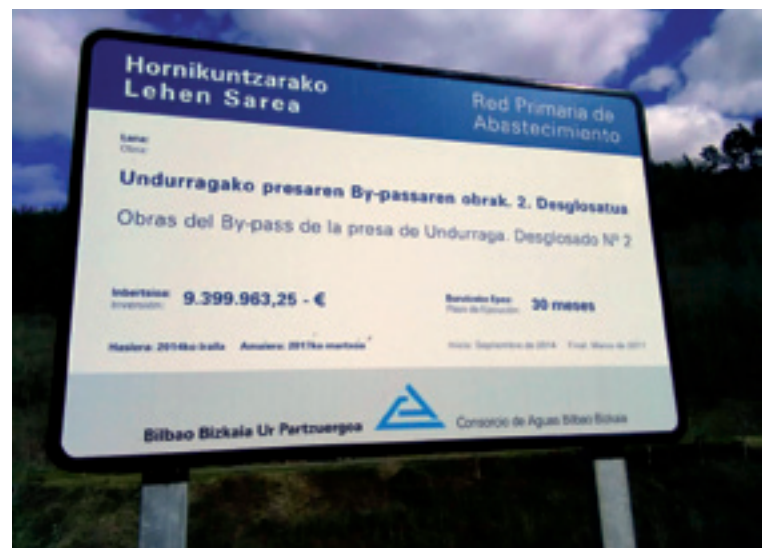 Hornikuntzarako
Lehen Sarea
Red Primaria de
Abastecimiento
Lana:
Obra:
Undurragako presaren By-passaren obrak. 2. Desglosatua
Obras del By-pass de la presa de Undurraga. Desglosado Nº 2
Inbertsioa: 9.399.963,25 - €
Inversión:
Burutzeko Epea: 30 meses
Plazo de Ejecución:
Hasiera: 2014ko Iraila Amaiera: 2017ko martxoa
Inicio: Septiembre de 2014 Final: Marzo de 2017
Bilbao Bizkaia Ur Partzuergoa
Consorcio de Aguas Bilbao Bizkaia